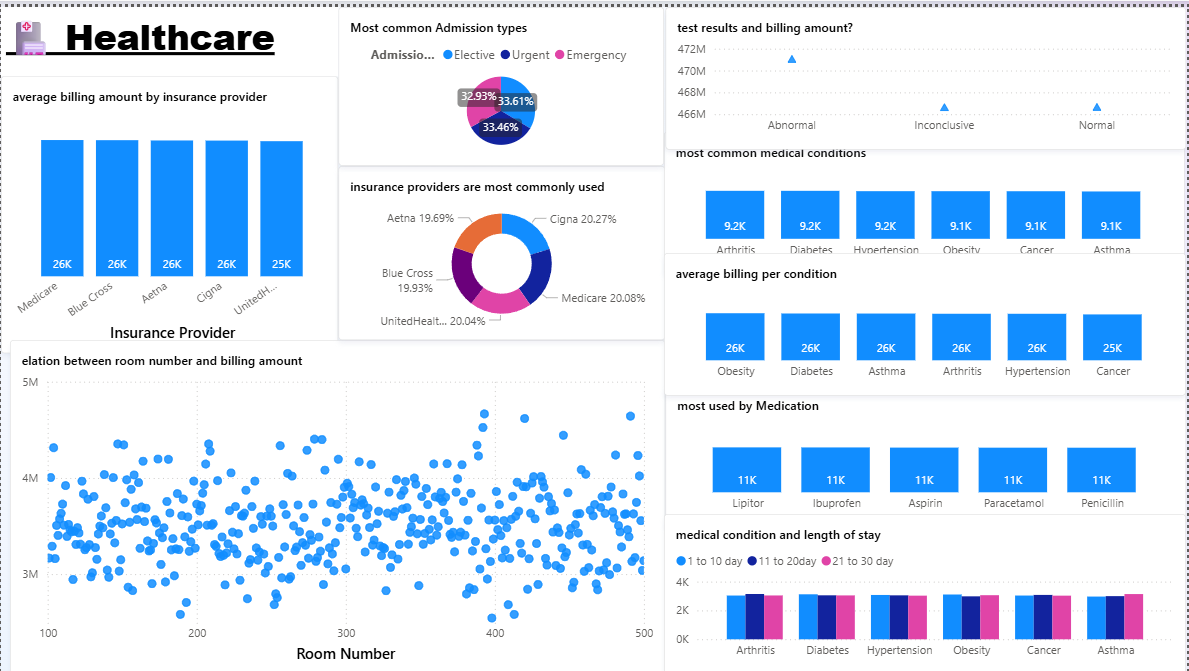 Healthcare
average billing amount by insurance provider
26K 26K 26K 26K 25K
Medicare Blue Cross Aetna Cigna UnitedH...
Insurance Provider
Most common Admission types
Admissio... Elective Urgent Emergency
32.93% 33.61%
33.46%
insurance providers are most commonly used
Aetna 19.69% Cigna 20.27%
Blue Cross
19.93%
Medicare 20.08%
UnitedHealt... 20.04%
elation between room number and billing amount
5M
4M
3M
100 200 300 400 500
Room Number
test results and billing amount?
472M
470M
468M
466M
Abnormal Inconclusive Normal
most common medical conditions
9.2K 9.2K 9.2K 9.1K 9.1K 9.1K
Arthritis Diabetes Hypertension Obesity Cancer Asthma
average billing per condition
26K 26K 26K 26K 26K 25K
Obesity Diabetes Asthma Arthritis Hypertension Cancer
most used by Medication
11K 11K 11K 11K 11K
Lipitor Ibuprofen Aspirin Paracetamol Penicillin
medical condition and length of stay
1 to 10 day 11 to 20day 21 to 30 day
4K
2K
0K
Arthritis Diabetes Hypertension Obesity Cancer Asthma